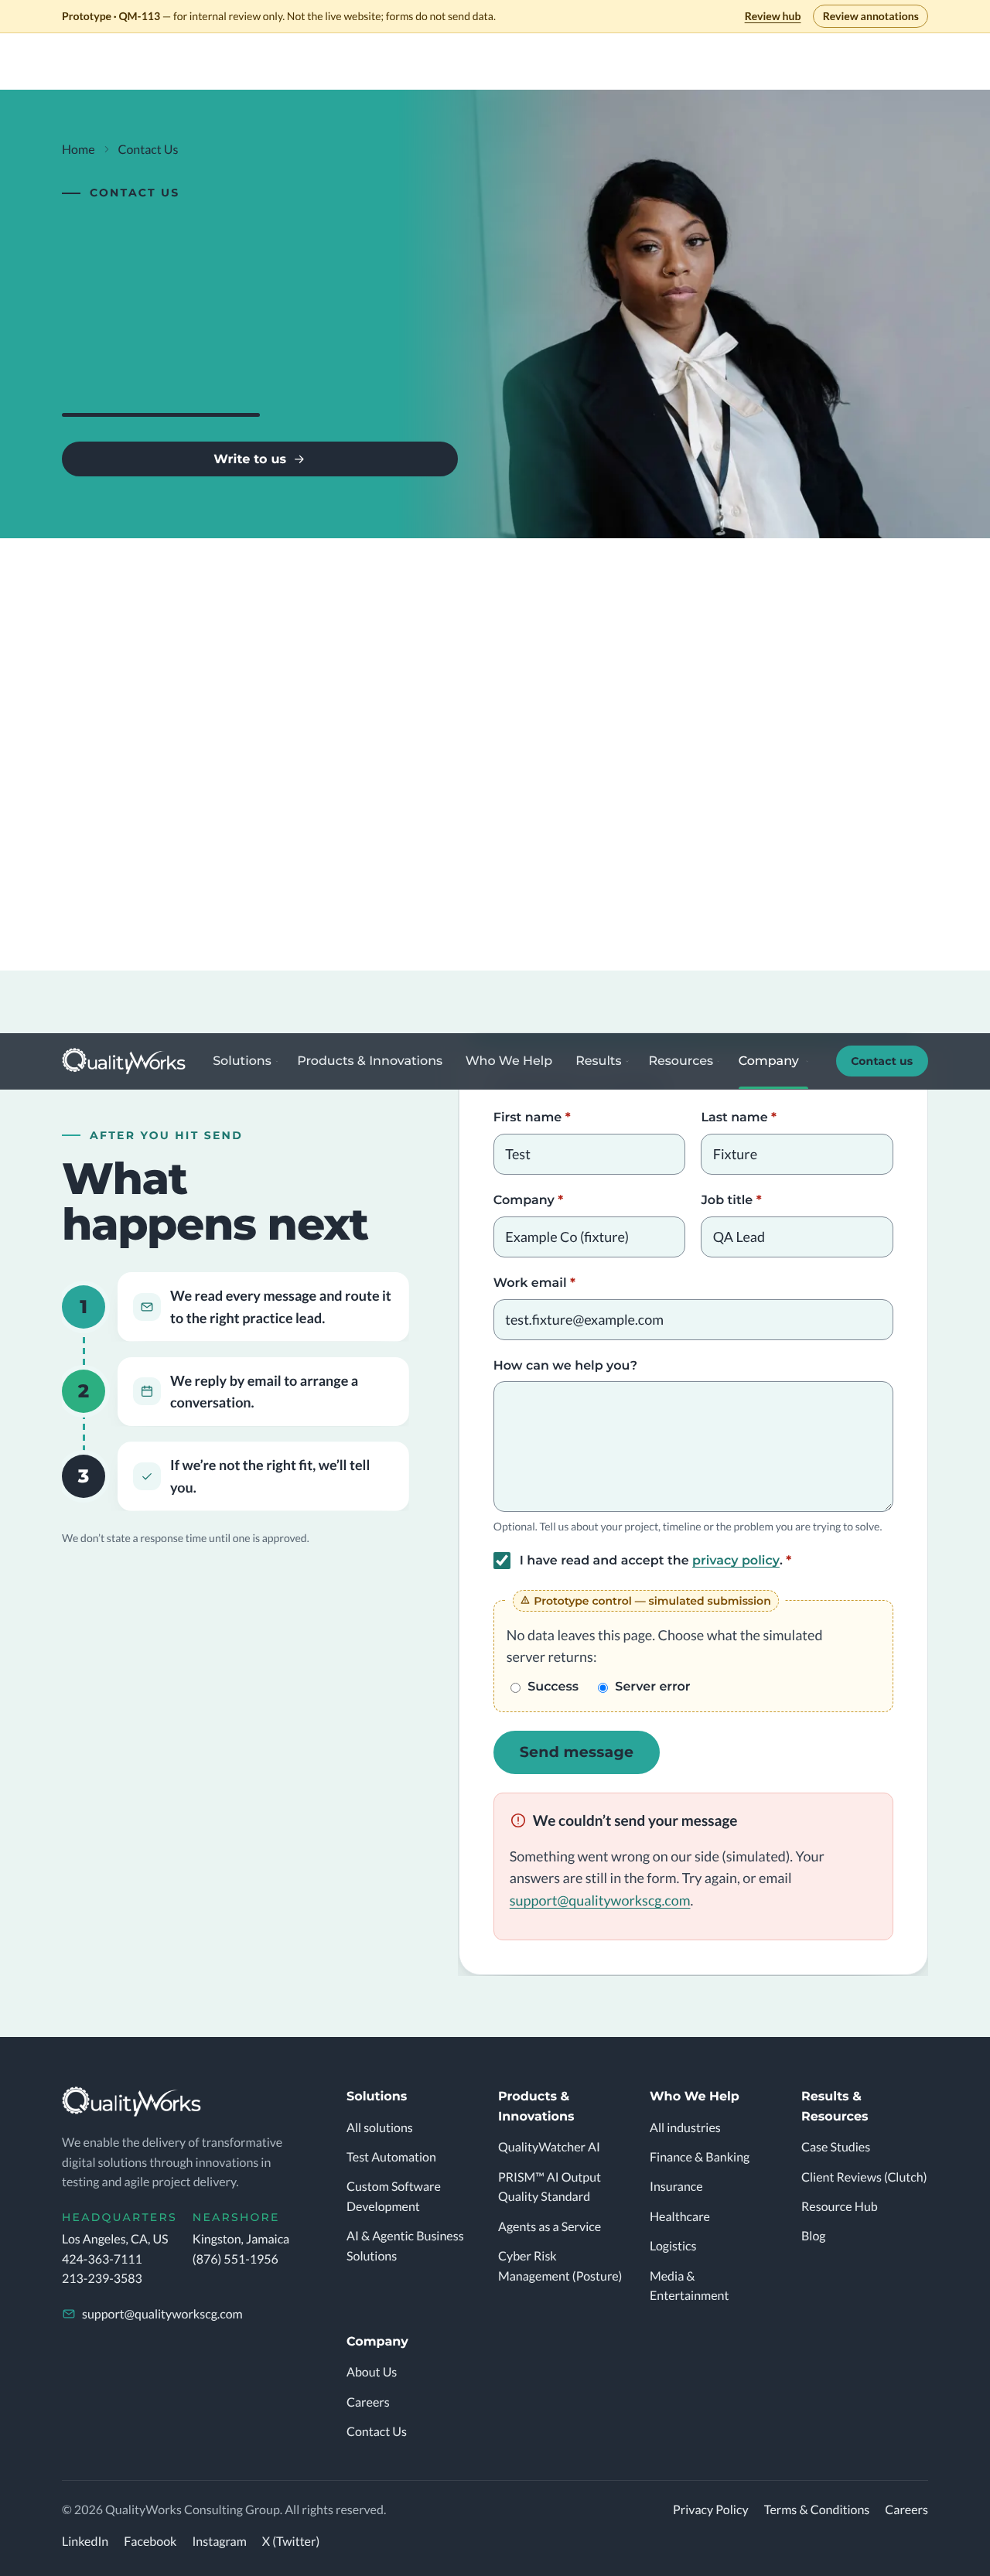 Prototype · QM-113 — for internal review only. Not the live website; forms do not send data.
Review hub
Review annotations
Home
Contact Us
CONTACT US
Write to us
QualityWorks
Solutions
Products & Innovations
Who We Help
Results
Resources
Company
Contact us
AFTER YOU HIT SEND
What
happens next
1
We read every message and route it
to the right practice lead.
2
We reply by email to arrange a
conversation.
3
If we’re not the right fit, we’ll tell
you.
We don’t state a response time until one is approved.
First name *
Last name *
Test
Fixture
Company *
Job title *
Example Co (fixture)
QA Lead
Work email *
test.fixture@example.com
How can we help you?
Optional. Tell us about your project, timeline or the problem you are trying to solve.
I have read and accept the privacy policy. *
Prototype control — simulated submission
No data leaves this page. Choose what the simulated
server returns:
Success
Server error
Send message
We couldn’t send your message
Something went wrong on our side (simulated). Your
answers are still in the form. Try again, or email
support@qualityworkscg.com.
QualityWorks
We enable the delivery of transformative
digital solutions through innovations in
testing and agile project delivery.
HEADQUARTERS
Los Angeles, CA, US
424-363-7111
213-239-3583
NEARSHORE
Kingston, Jamaica
(876) 551-1956
support@qualityworkscg.com
Solutions
All solutions
Test Automation
Custom Software
Development
AI & Agentic Business
Solutions
Products &
Innovations
QualityWatcher AI
PRISM™ AI Output
Quality Standard
Agents as a Service
Cyber Risk
Management (Posture)
Who We Help
All industries
Finance & Banking
Insurance
Healthcare
Logistics
Media &
Entertainment
Results &
Resources
Case Studies
Client Reviews (Clutch)
Resource Hub
Blog
Company
About Us
Careers
Contact Us
© 2026 QualityWorks Consulting Group. All rights reserved.
Privacy Policy
Terms & Conditions
Careers
LinkedIn
Facebook
Instagram
X (Twitter)